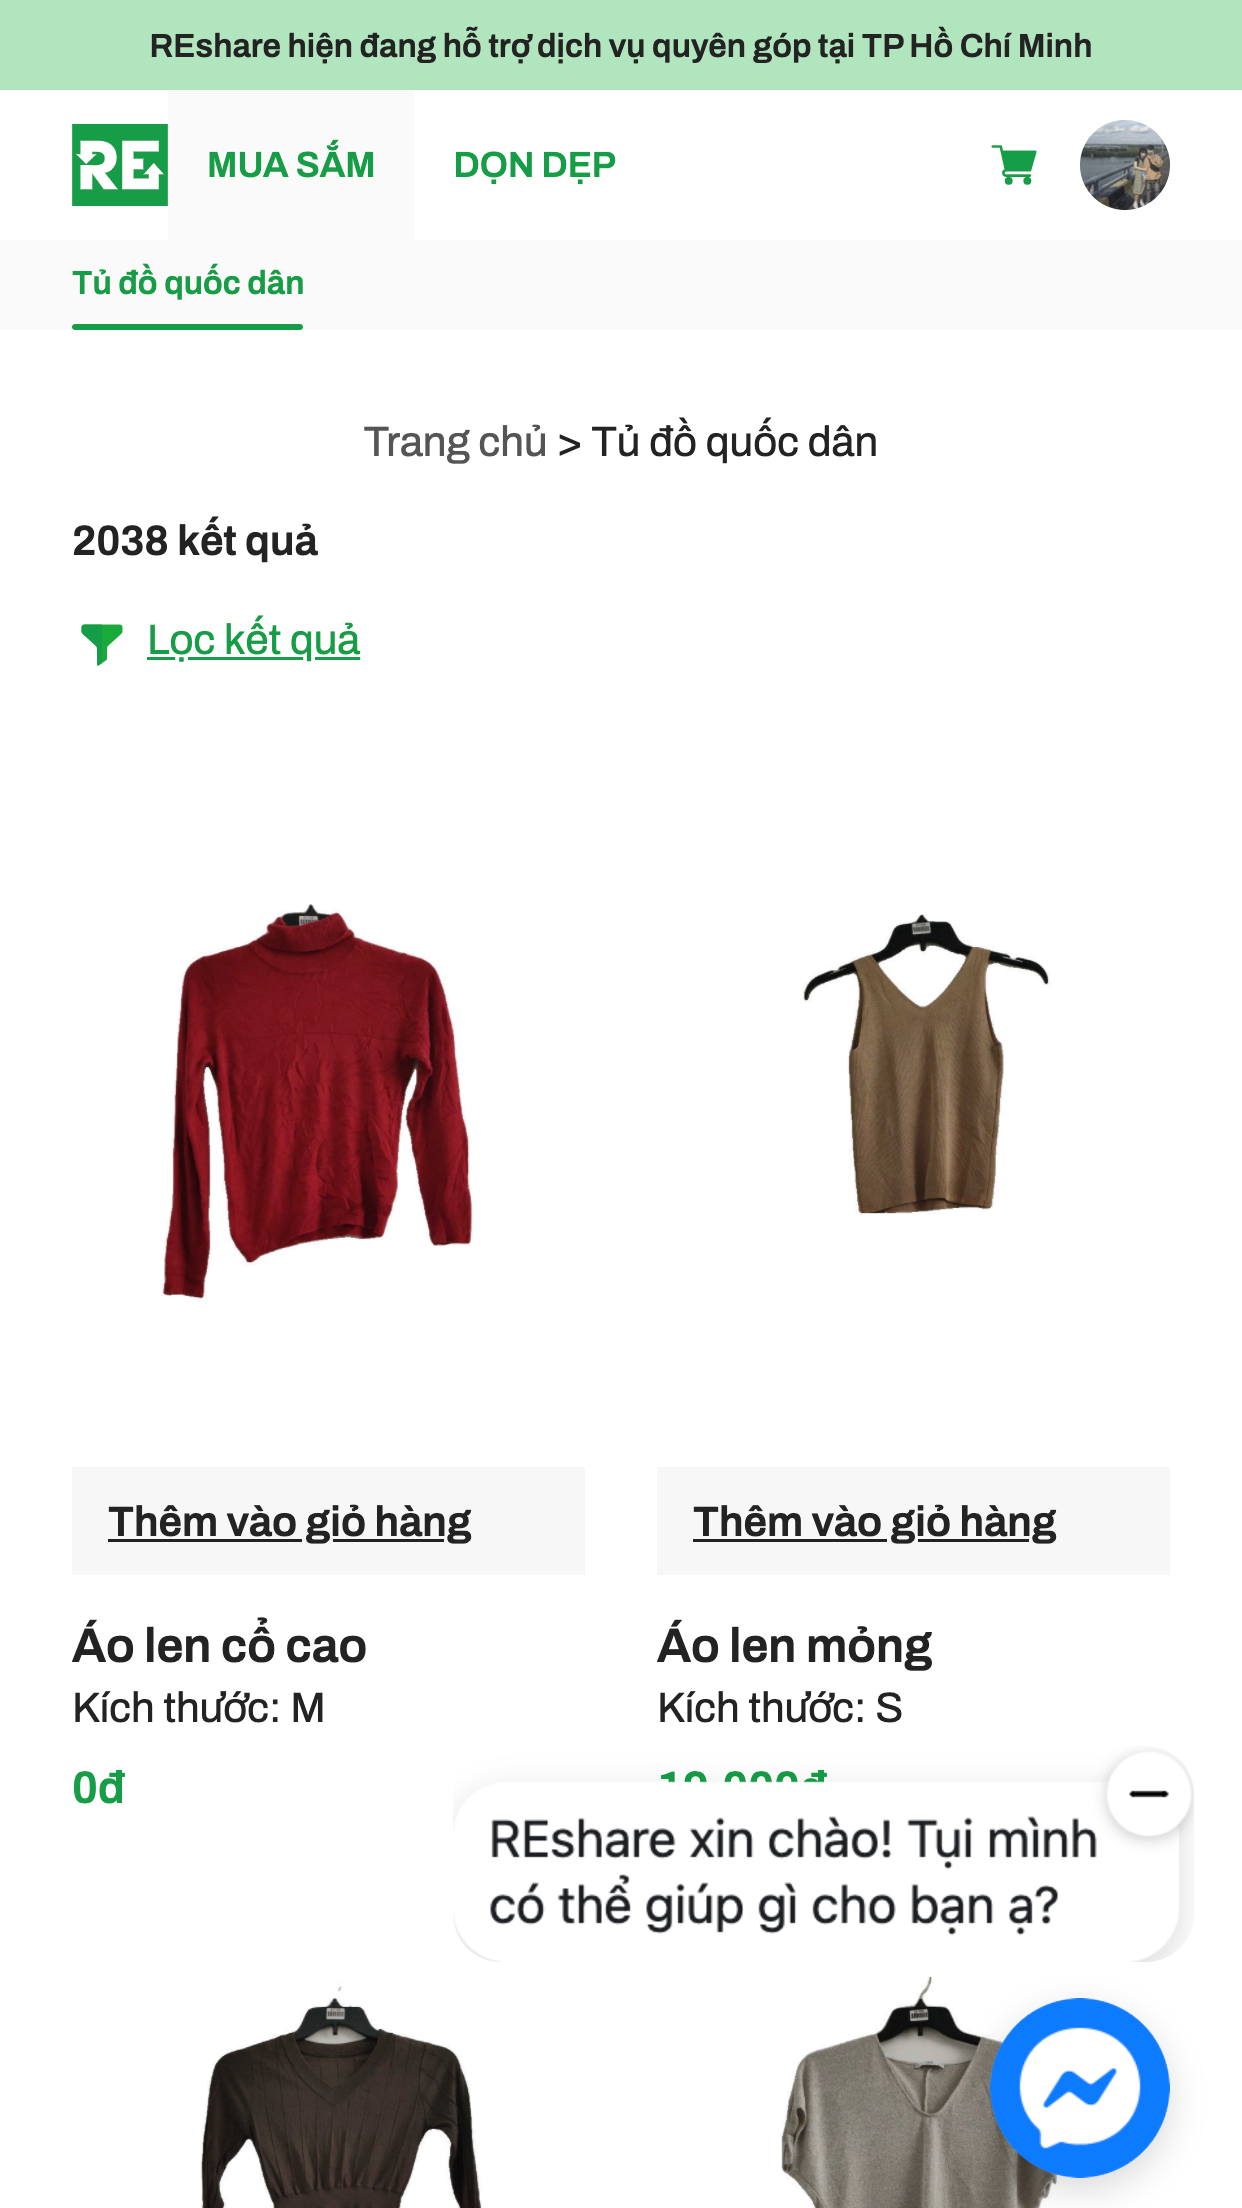 REshare hiện đang hỗ trợ dịch vụ quyên góp tại TP Hồ Chí Minh
RE
MUA SẮM
DỌN DẸP
Tủ đồ quốc dân
Trang chủ > Tủ đồ quốc dân
2038 kết quả
Lọc kết quả
Thêm vào giỏ hàng
Thêm vào giỏ hàng
Áo len cổ cao
Áo len mỏng
Kích thước: M
Kích thước: S
0đ
REshare xin chào! Tụi mình
có thể giúp gì cho bạn ạ?